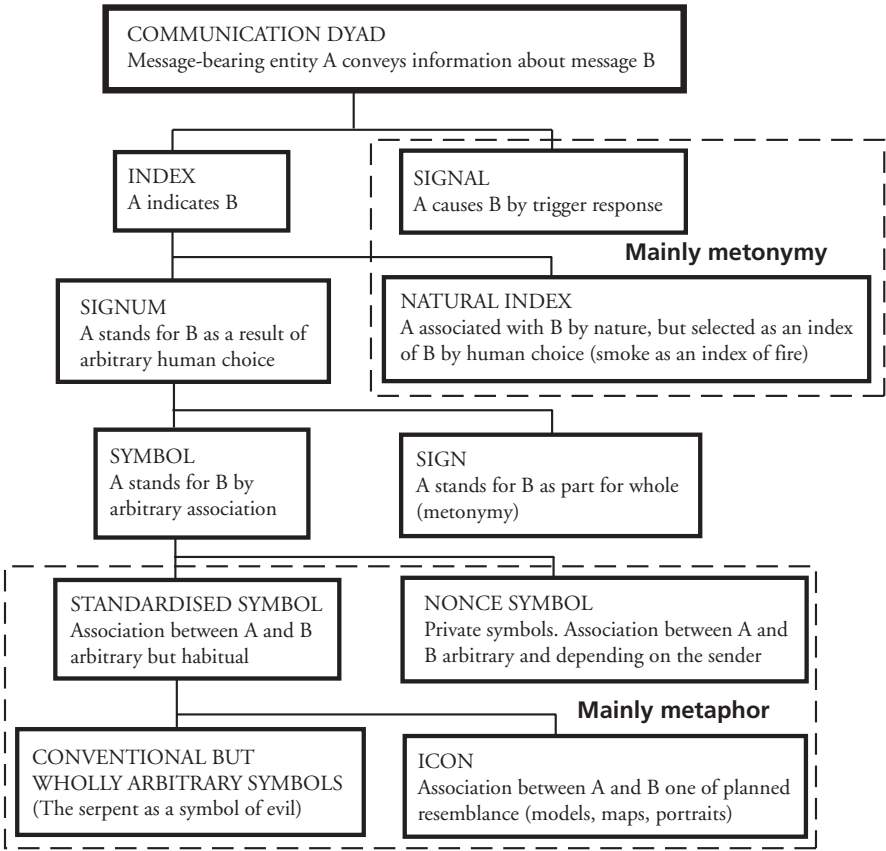 COMMUNICATION DYAD
Message-bearing entity A conveys information about message B
INDEX
A indicates B
SIGNAL
A causes B by trigger response
Mainly metonymy
SIGNUM
A stands for B as a result of
arbitrary human choice
NATURAL INDEX
A associated with B by nature, but selected as an index
of B by human choice (smoke as an index of fire)
SYMBOL
A stands for B by
arbitrary association
SIGN
A stands for B as part for whole
(metonymy)
STANDARDISED SYMBOL
Association between A and B
arbitrary but habitual
NONCE SYMBOL
Private symbols. Association between A and
B arbitrary and depending on the sender
Mainly metaphor
CONVENTIONAL BUT
WHOLLY ARBITRARY SYMBOLS
(The serpent as a symbol of evil)
ICON
Association between A and B one of planned
resemblance (models, maps, portraits)